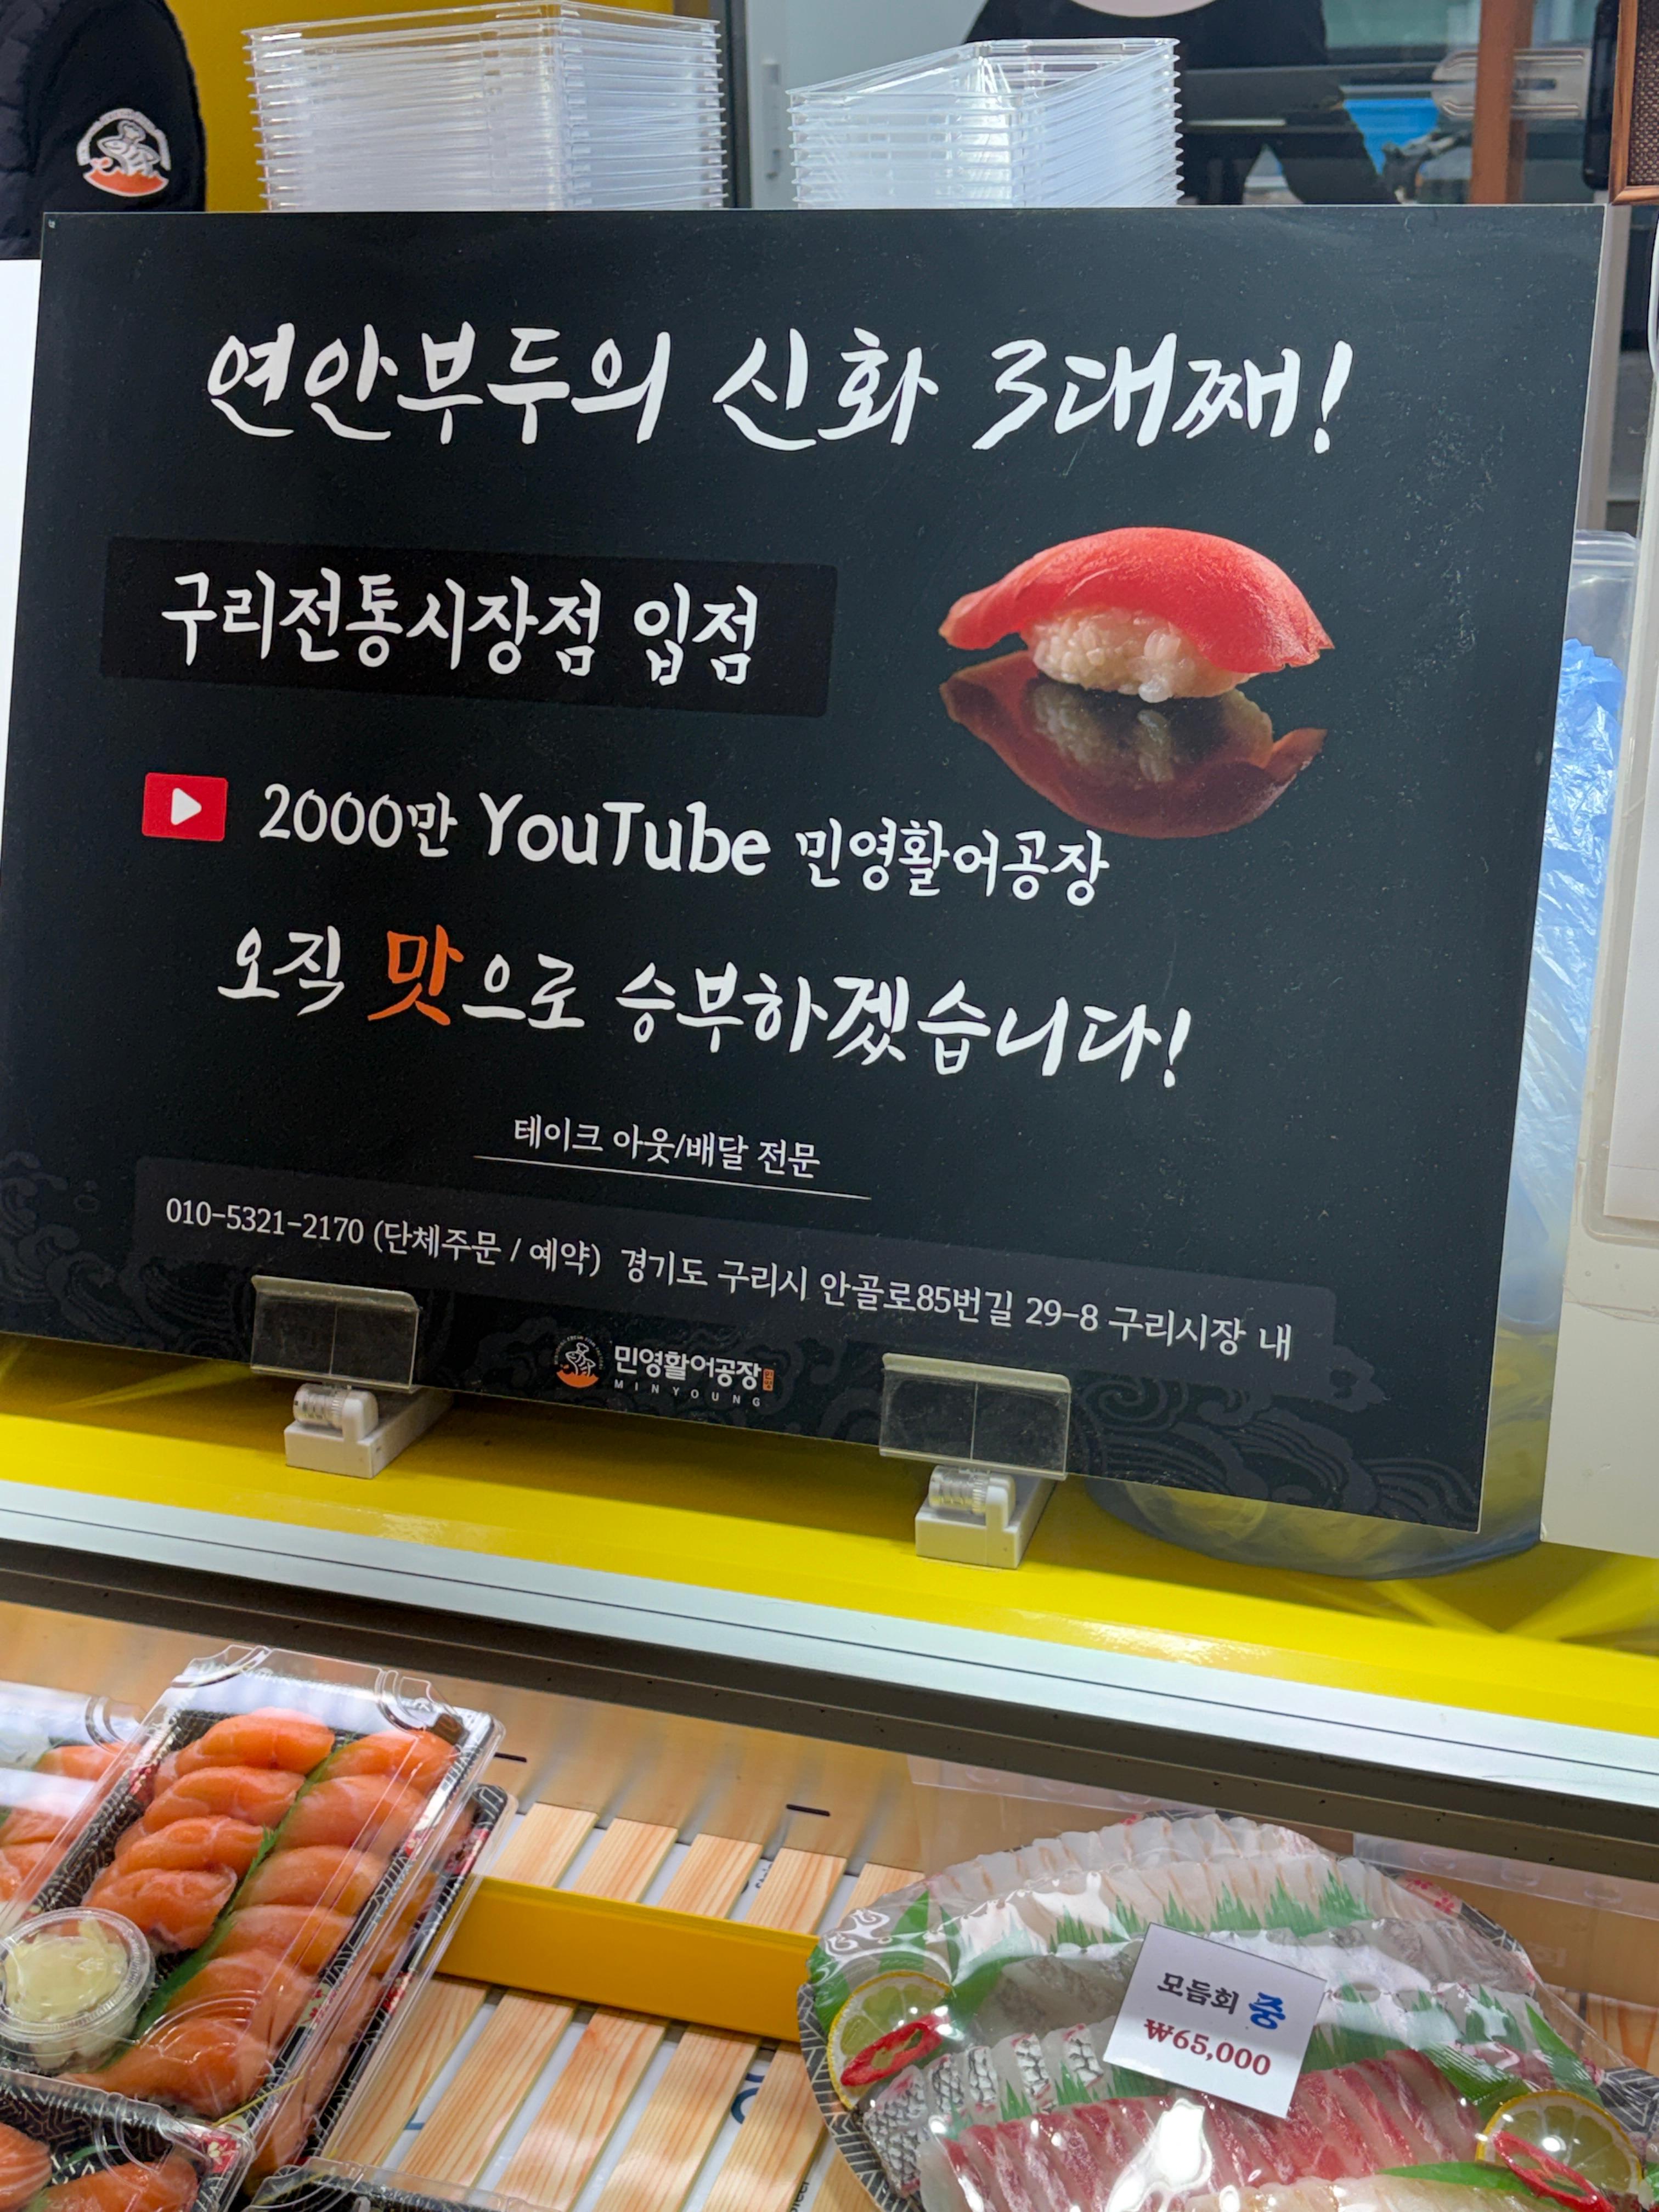 연안부두의 신화 3대째!
구리전통시장점 입점
2000만 YouTube 민영활어공장
오직 맛으로 승부하겠습니다!
테이크 아웃/배달 전문
010-5321-2170 (단체주문 / 예약) 경기도 구리시 안골로85번길 29-8 구리시장 내
민영활어공장
MINYOUNG
모듬회 중
₩65,000